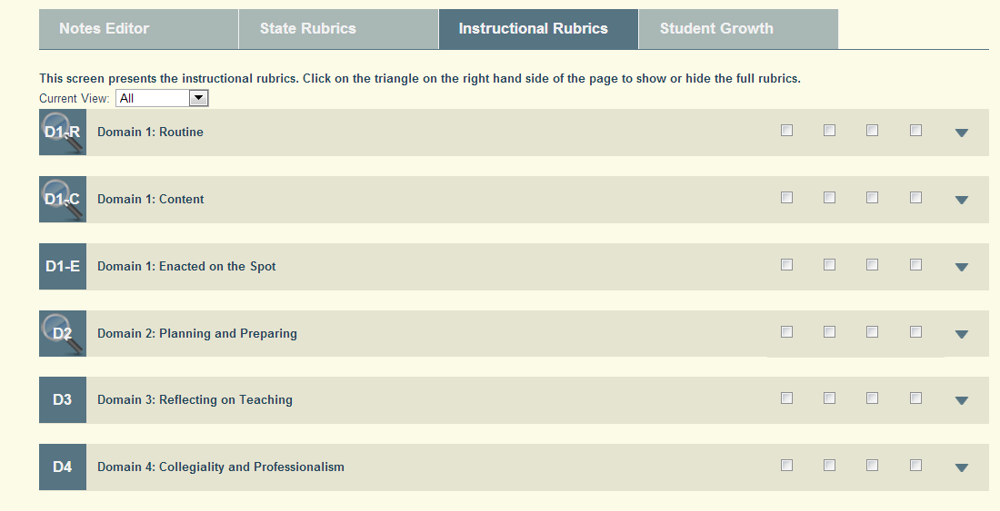 Notes Editor State Rubrics Instructional Rubrics Student Growth
This screen presents the instructional rubrics. Click on the triangle on the right hand side of the page to show or hide the full rubrics.
Current View: All
D1-R Domain 1: Routine
D1-C Domain 1: Content
D1-E Domain 1: Enacted on the Spot
D2 Domain 2: Planning and Preparing
D3 Domain 3: Reflecting on Teaching
D4 Domain 4: Collegiality and Professionalism